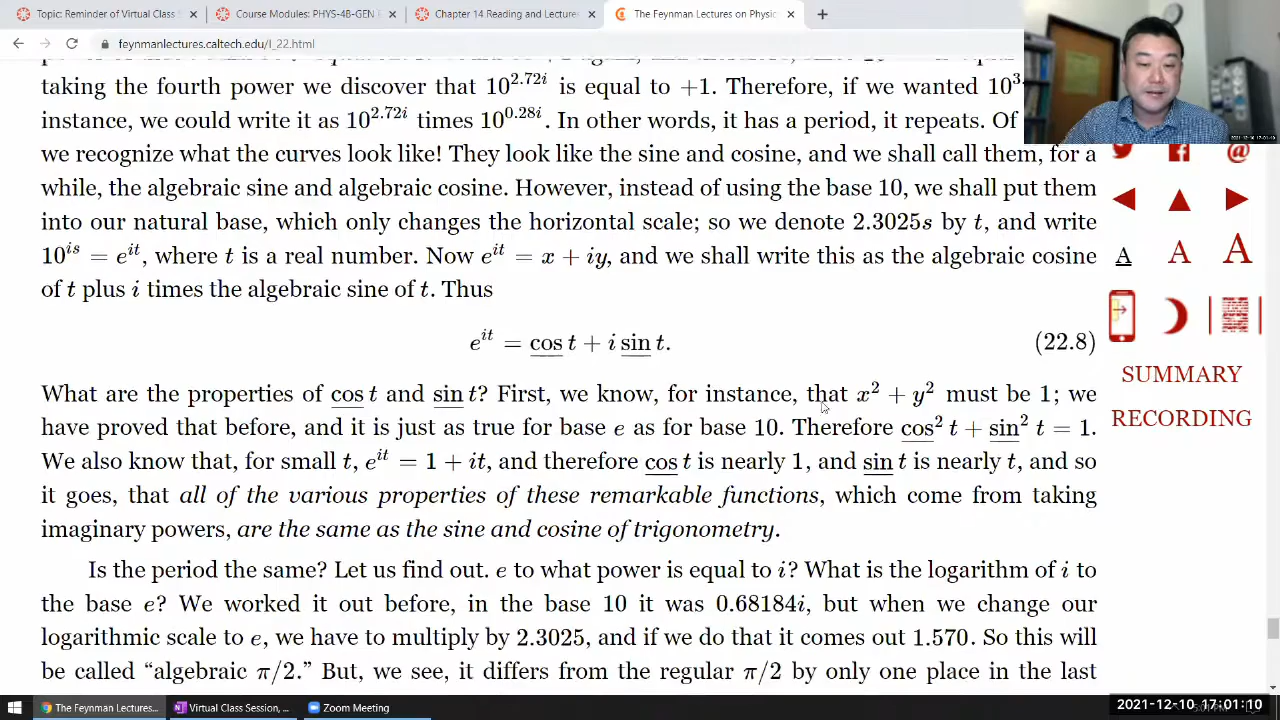 Topic: Reminder of Virtual Class
Course Modules: PHYS-4B-GEN
Chapter 14 Reading and Lecture
The Feynman Lectures on Physi
feynmanlectures.caltech.edu/I_22.html
taking the fourth power we discover that 10^{2.72i} is equal to +1. Therefore, if we wanted 10^3
instance, we could write it as 10^{2.72i} times 10^{0.28i}. In other words, it has a period, it repeats. Of
we recognize what the curves look like! They look like the sine and cosine, and we shall call them, for a
while, the algebraic sine and algebraic cosine. However, instead of using the base 10, we shall put them
into our natural base, which only changes the horizontal scale; so we denote 2.3025s by t, and write
10^{is} = e^{it}, where t is a real number. Now e^{it} = x + iy, and we shall write this as the algebraic cosine
of t plus i times the algebraic sine of t. Thus
e^{it} = cos t + i sin t. (22.8)
What are the properties of cos t and sin t? First, we know, for instance, that x² + y² must be 1; we
have proved that before, and it is just as true for base e as for base 10. Therefore cos² t + sin² t = 1.
We also know that, for small t, e^{it} = 1 + it, and therefore cos t is nearly 1, and sin t is nearly t, and so
it goes, that all of the various properties of these remarkable functions, which come from taking
imaginary powers, are the same as the sine and cosine of trigonometry.
Is the period the same? Let us find out. e to what power is equal to i? What is the logarithm of i to
the base e? We worked it out before, in the base 10 it was 0.68184i, but when we change our
logarithmic scale to e, we have to multiply by 2.3025, and if we do that it comes out 1.570. So this will
be called “algebraic π/2.” But, we see, it differs from the regular π/2 by only one place in the last
A A A
SUMMARY
RECORDING
The Feynman Lectures...
Virtual Class Session, ...
Zoom Meeting
2021-12-10 17:01:10